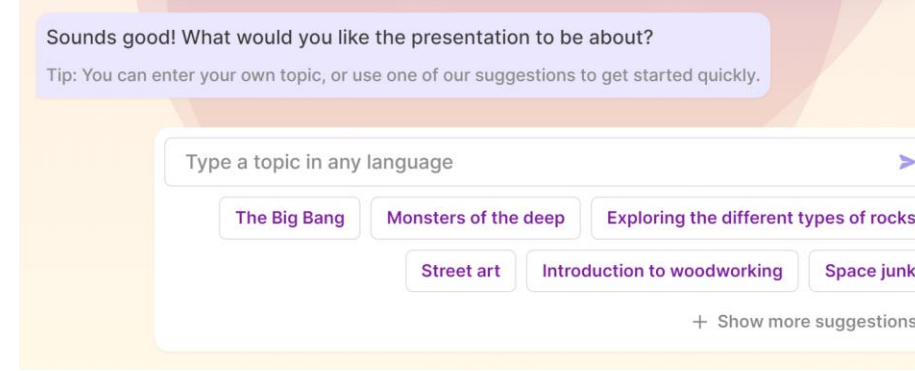 Sounds good! What would you like the presentation to be about?
Tip: You can enter your own topic, or use one of our suggestions to get started quickly.
Type a topic in any language
The Big Bang
Monsters of the deep
Exploring the different types of rocks
Street art
Introduction to woodworking
Space junk
+ Show more suggestions